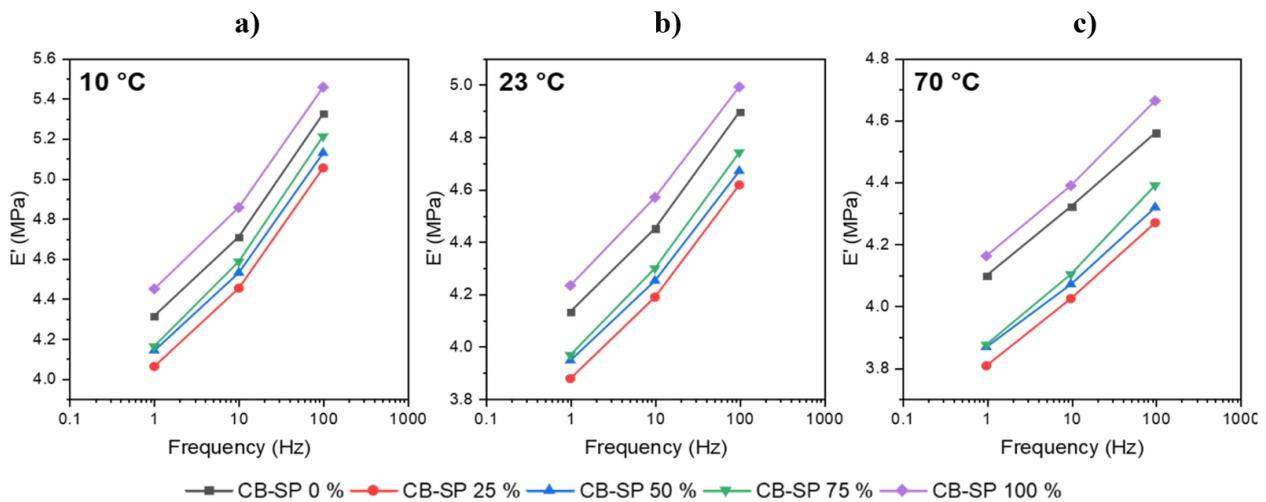 a)
b)
c)
10 °C
5.6
5.4
5.2
5.0
4.8
4.6
4.4
4.2
4.0
E' (MPa)
0.1 1 10 100 1000
Frequency (Hz)
23 °C
5.0
4.8
4.6
4.4
4.2
4.0
3.8
E' (MPa)
0.1 1 10 100 1000
Frequency (Hz)
70 °C
4.8
4.6
4.4
4.2
4.0
3.8
E' (MPa)
0.1 1 10 100 1000
Frequency (Hz)
CB-SP 0 % CB-SP 25 % CB-SP 50 % CB-SP 75 % CB-SP 100 %